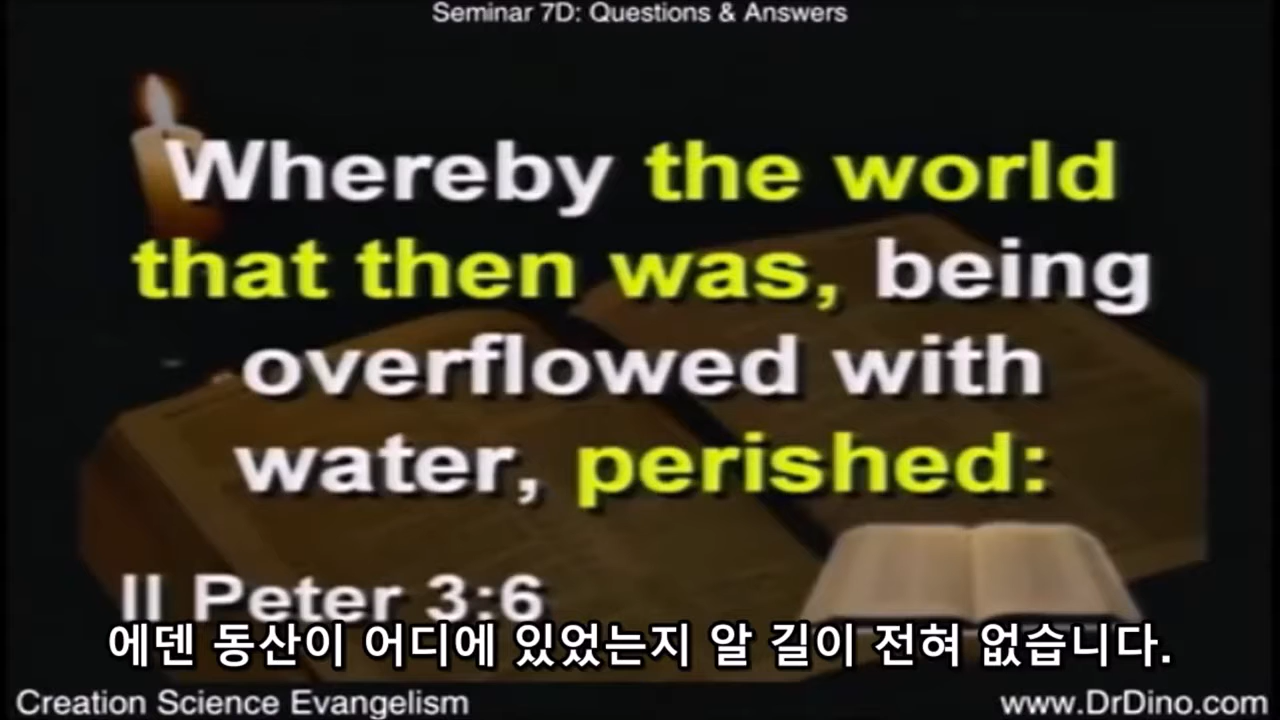 Seminar 7D: Questions & Answers
Whereby the world
that then was, being
overflowed with
water, perished:
II Peter 3:6
에덴 동산이 어디에 있었는지 알 길이 전혀 없습니다.
Creation Science Evangelism
www.DrDino.com